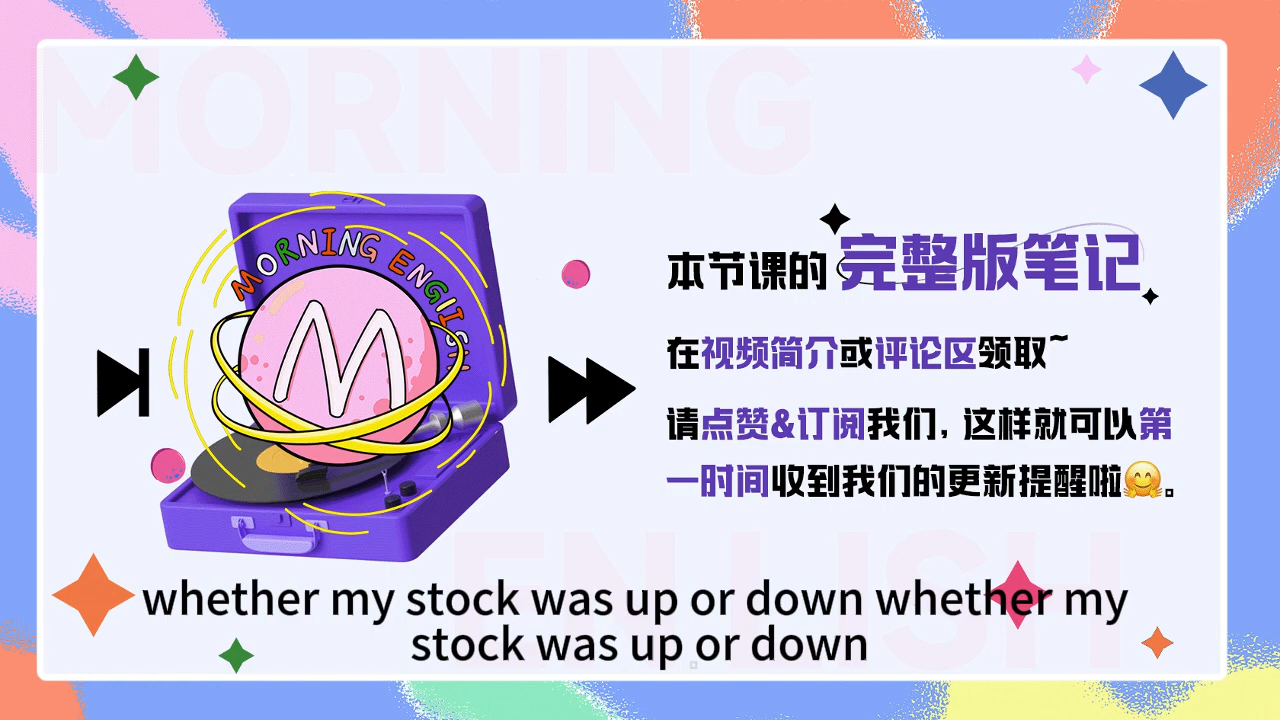 MORNING
MORNING ENGLISH
M
本节课的 完整版笔记
在视频简介或评论区领取~
请点赞&订阅我们, 这样就可以第
一时间收到我们的更新提醒啦🤗。
ENGLISH
whether my stock was up or down whether my
stock was up or down